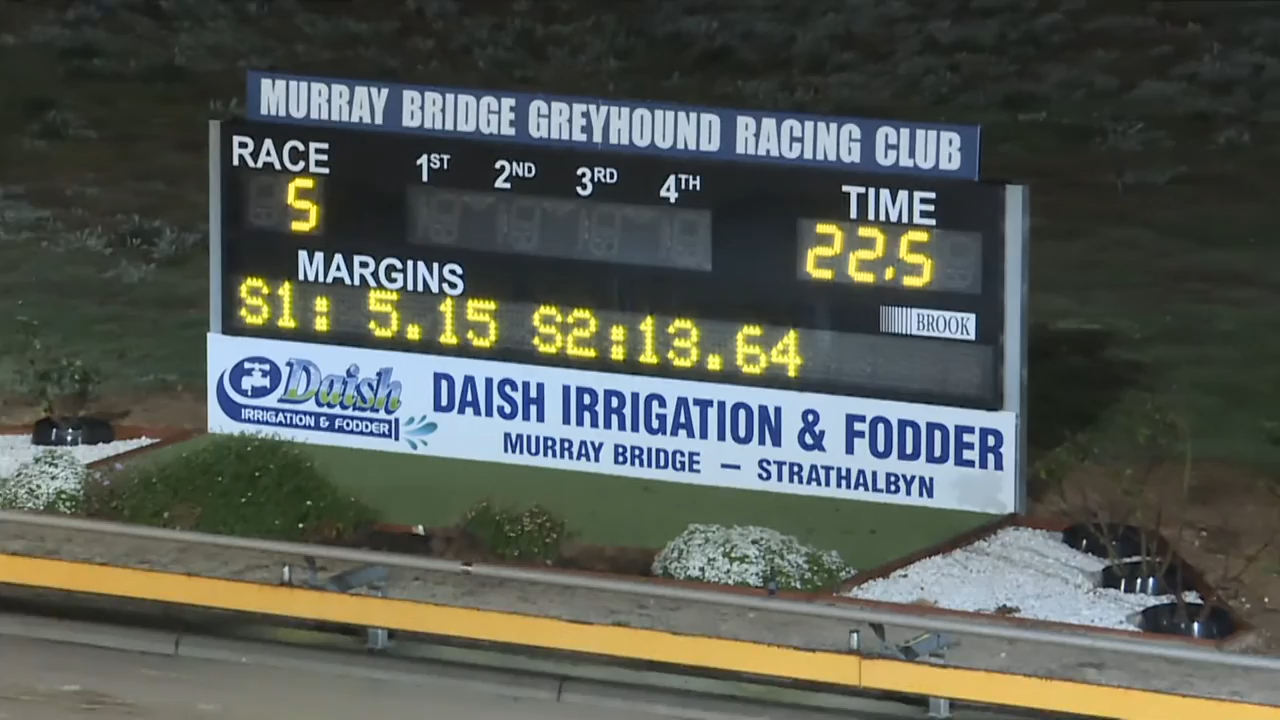 MURRAY BRIDGE GREYHOUND RACING CLUB
RACE 1ST 2ND 3RD 4TH TIME
5 22.5
MARGINS
S1: 5.15 S2:13.64
BROOK
Daish
IRRIGATION & FODDER
DAISH IRRIGATION & FODDER
MURRAY BRIDGE – STRATHALBYN